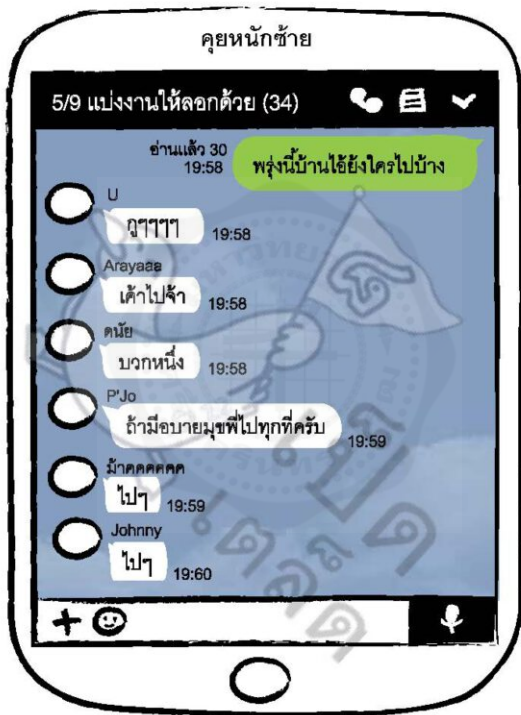 คุยหนักซ้าย
5/9 แบ่งงานให้ลอกด้วย (34)
อ่านแล้ว 30
19:58
พรุ่งนี้บ้านไอ้ยังใครไปบ้าง
U
กูๆๆๆๆ 19:58
Arayaaa
เค้าไปจ้า 19:58
ดนัย
บวกหนึ่ง 19:58
P'Jo
ถ้ามีอบายมุขพี่ไปทุกที่ครับ 19:59
ม้าคคคคคค
ไปๆ 19:59
Johnny
ไปๆ 19:60